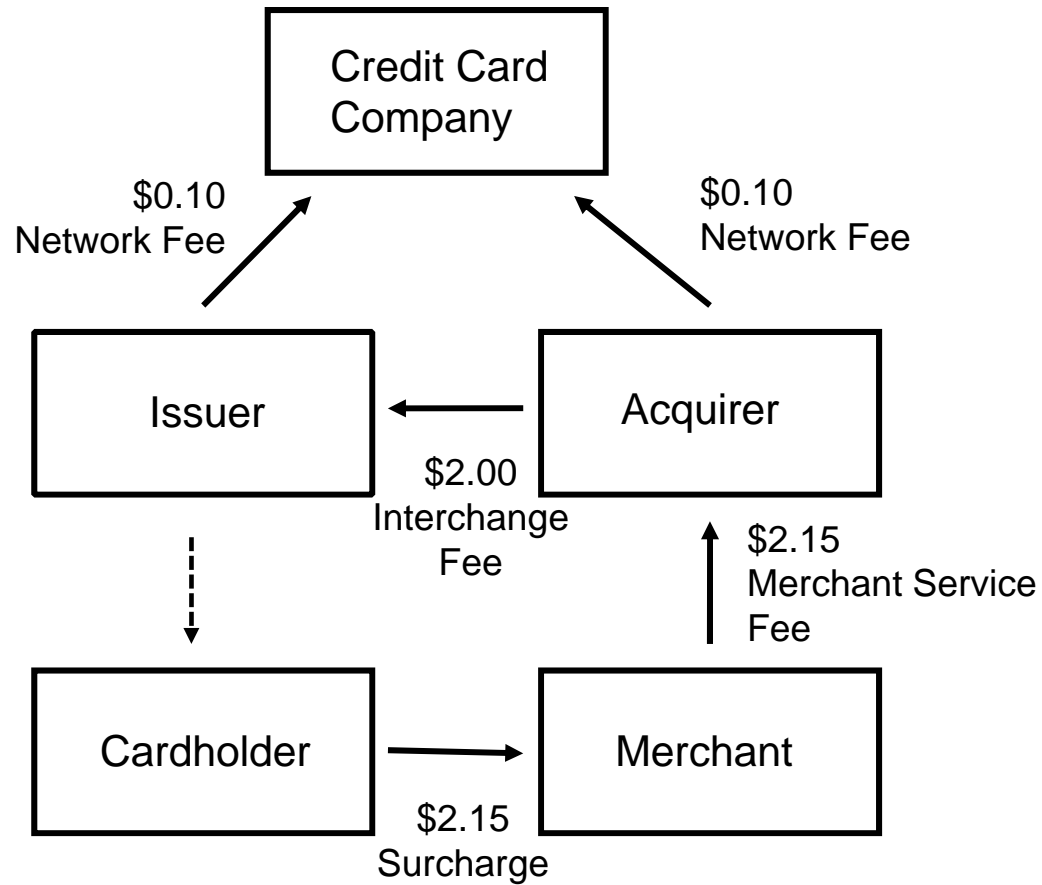 Credit Card
Company
$0.10
Network Fee
$0.10
Network Fee
Issuer
Acquirer
$2.00
Interchange
Fee
$2.15
Merchant Service
Fee
Cardholder
Merchant
$2.15
Surcharge